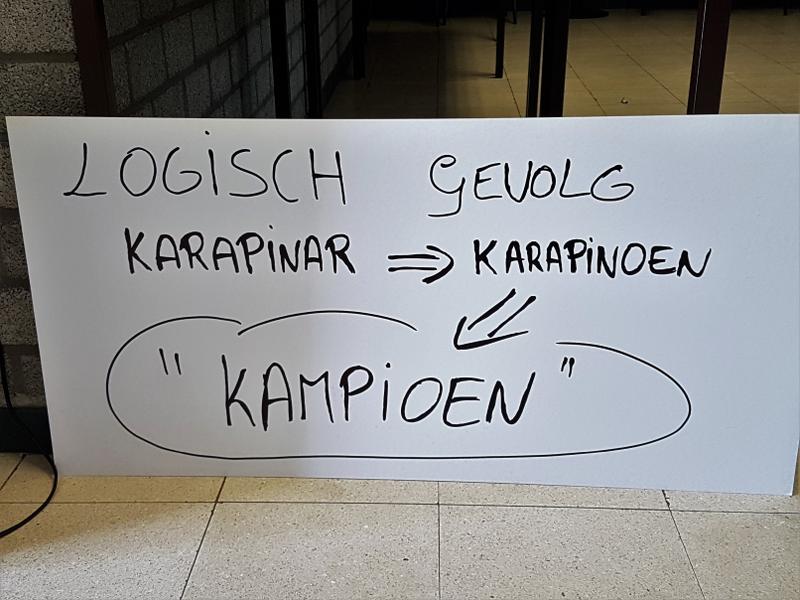 LOGISCH GEVOLG
KARAPINAR ⇒ KARAPINOEN
⇙
" KAMPIOEN "